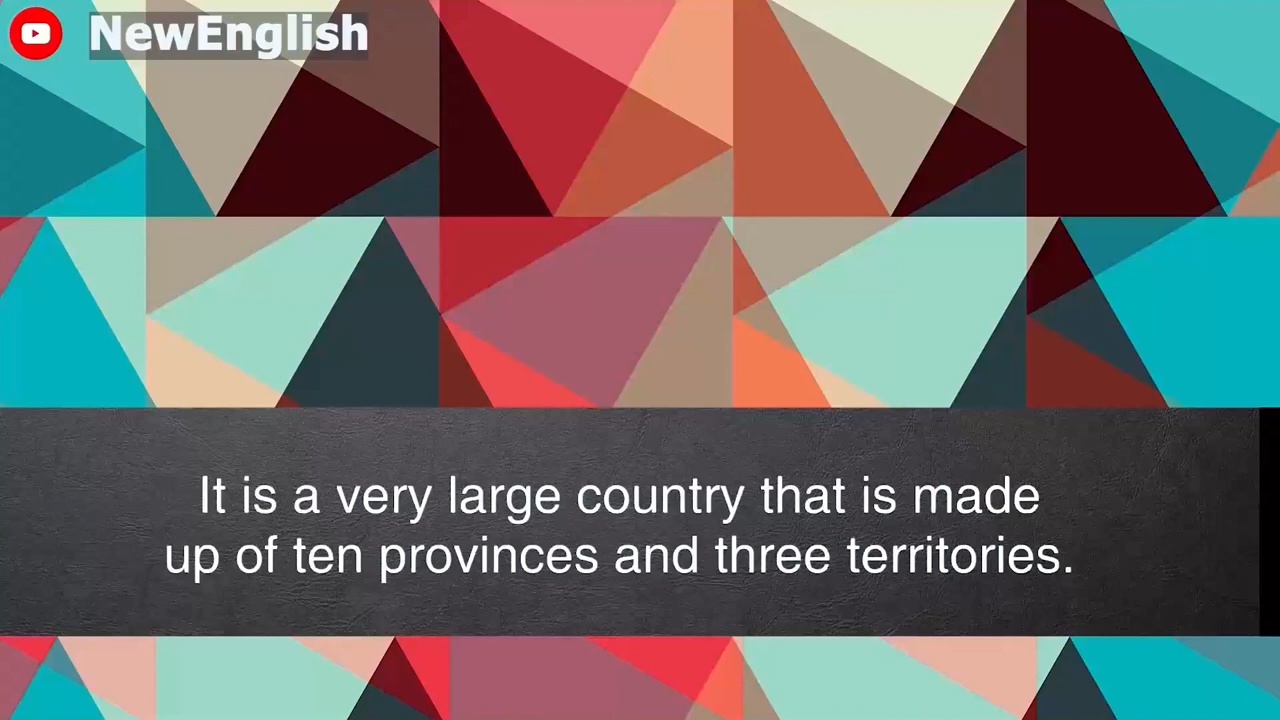 NewEnglish
It is a very large country that is made
up of ten provinces and three territories.